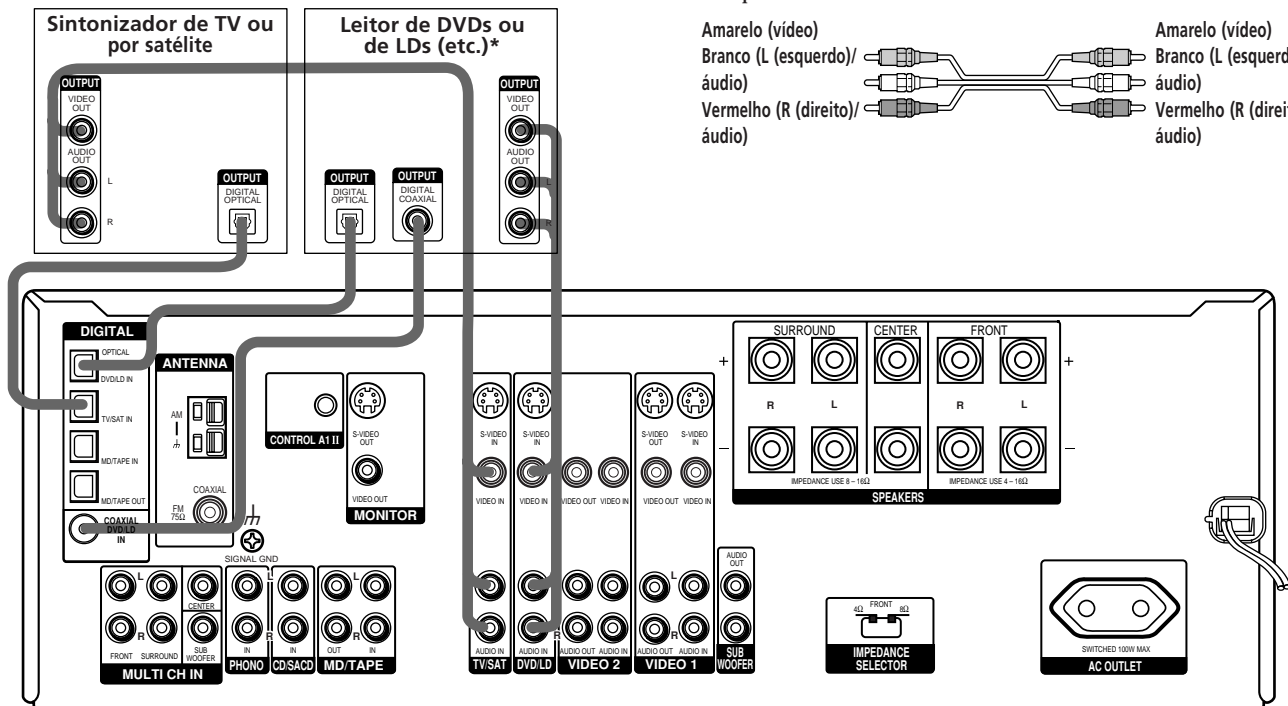 Sintonizador de TV ou
por satélite
Leitor de DVDs ou
de LDs (etc.)*
Amarelo (vídeo)
Branco (L (esquerdo)/
áudio)
Vermelho (R (direito)/
áudio)
Amarelo (vídeo)
Branco (L
áudio)
Vermelho (R
áudio)
OUTPUT
VIDEO
OUT
AUDIO
OUT
L
R
OUTPUT
DIGITAL
OPTICAL
OUTPUT
DIGITAL
OPTICAL
OUTPUT
DIGITAL
COAXIAL
OUTPUT
VIDEO
OUT
AUDIO
OUT
L
R
DIGITAL
OPTICAL
DVD/LD IN
TV/SAT IN
MD/TAPE IN
MD/TAPE OUT
COAXIAL
DVD/LD
IN
ANTENNA
AM
COAXIAL
FM
75Ω
SIGNAL GND
CONTROL A1 II
S-VIDEO
OUT
VIDEO OUT
MONITOR
S-VIDEO
IN
S-VIDEO
IN
S-VIDEO
OUT
S-VIDEO
IN
VIDEO IN
VIDEO IN
VIDEO OUT
VIDEO IN
VIDEO OUT
VIDEO IN
SURROUND
CENTER
FRONT
+
+
R
L
R
L
–
–
IMPEDANCE USE 8 – 16Ω
IMPEDANCE USE 4 – 16Ω
SPEAKERS
L
CENTER
R
FRONT
SURROUND
SUB
WOOFER
MULTI CH IN
L
R
IN
PHONO
IN
CD/SACD
L
R
OUT
IN
MD/TAPE
AUDIO IN
TV/SAT
AUDIO IN
DVD/LD
R
AUDIO OUT
AUDIO IN
VIDEO 2
L
R
AUDIO OUT
AUDIO IN
VIDEO 1
AUDIO
OUT
SUB
WOOFER
FRONT
4Ω
8Ω
IMPEDANCE
SELECTOR
SWITCHED 100W MAX
AC OUTLET